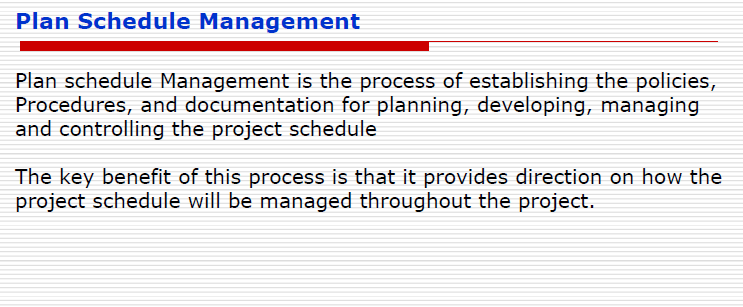 Plan Schedule Management
Plan schedule Management is the process of establishing the policies,
Procedures, and documentation for planning, developing, managing
and controlling the project schedule
The key benefit of this process is that it provides direction on how the
project schedule will be managed throughout the project.